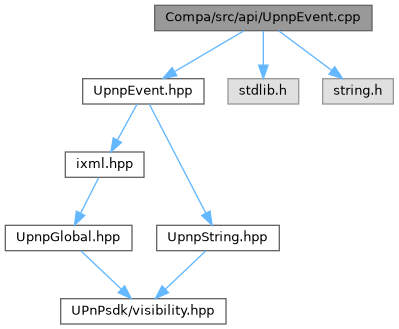 Compa/src/api/UpnpEvent.cpp
UpnpEvent.hpp
stdlib.h
string.h
ixml.hpp
UpnpGlobal.hpp
UpnpString.hpp
UPnPsdk/visibility.hpp